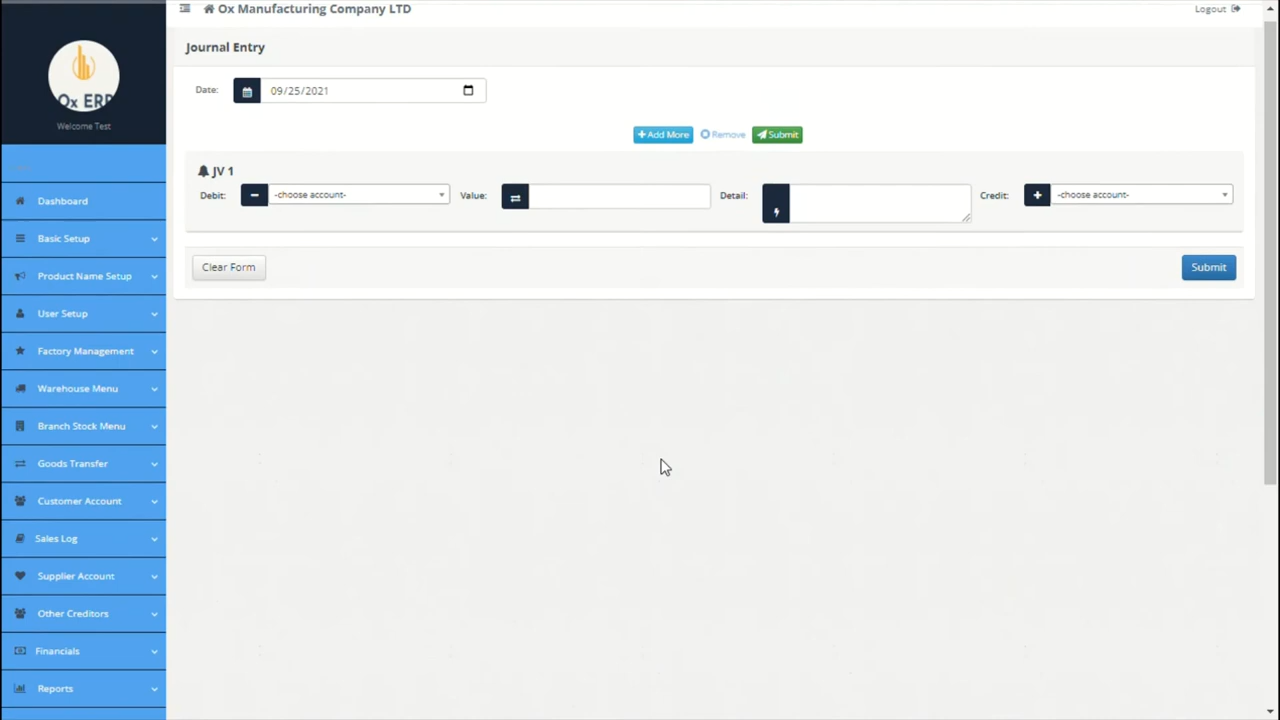 Ox Manufacturing Company LTD
Logout
Journal Entry
Date: 09/25/2021
Add More Remove Submit
JV 1
Debit: -choose account- Value: Detail: Credit: -choose account-
Clear Form Submit
Ox ERP
Welcome Test
Dashboard
Basic Setup
Product Name Setup
User Setup
Factory Management
Warehouse Menu
Branch Stock Menu
Goods Transfer
Customer Account
Sales Log
Supplier Account
Other Creditors
Financials
Reports